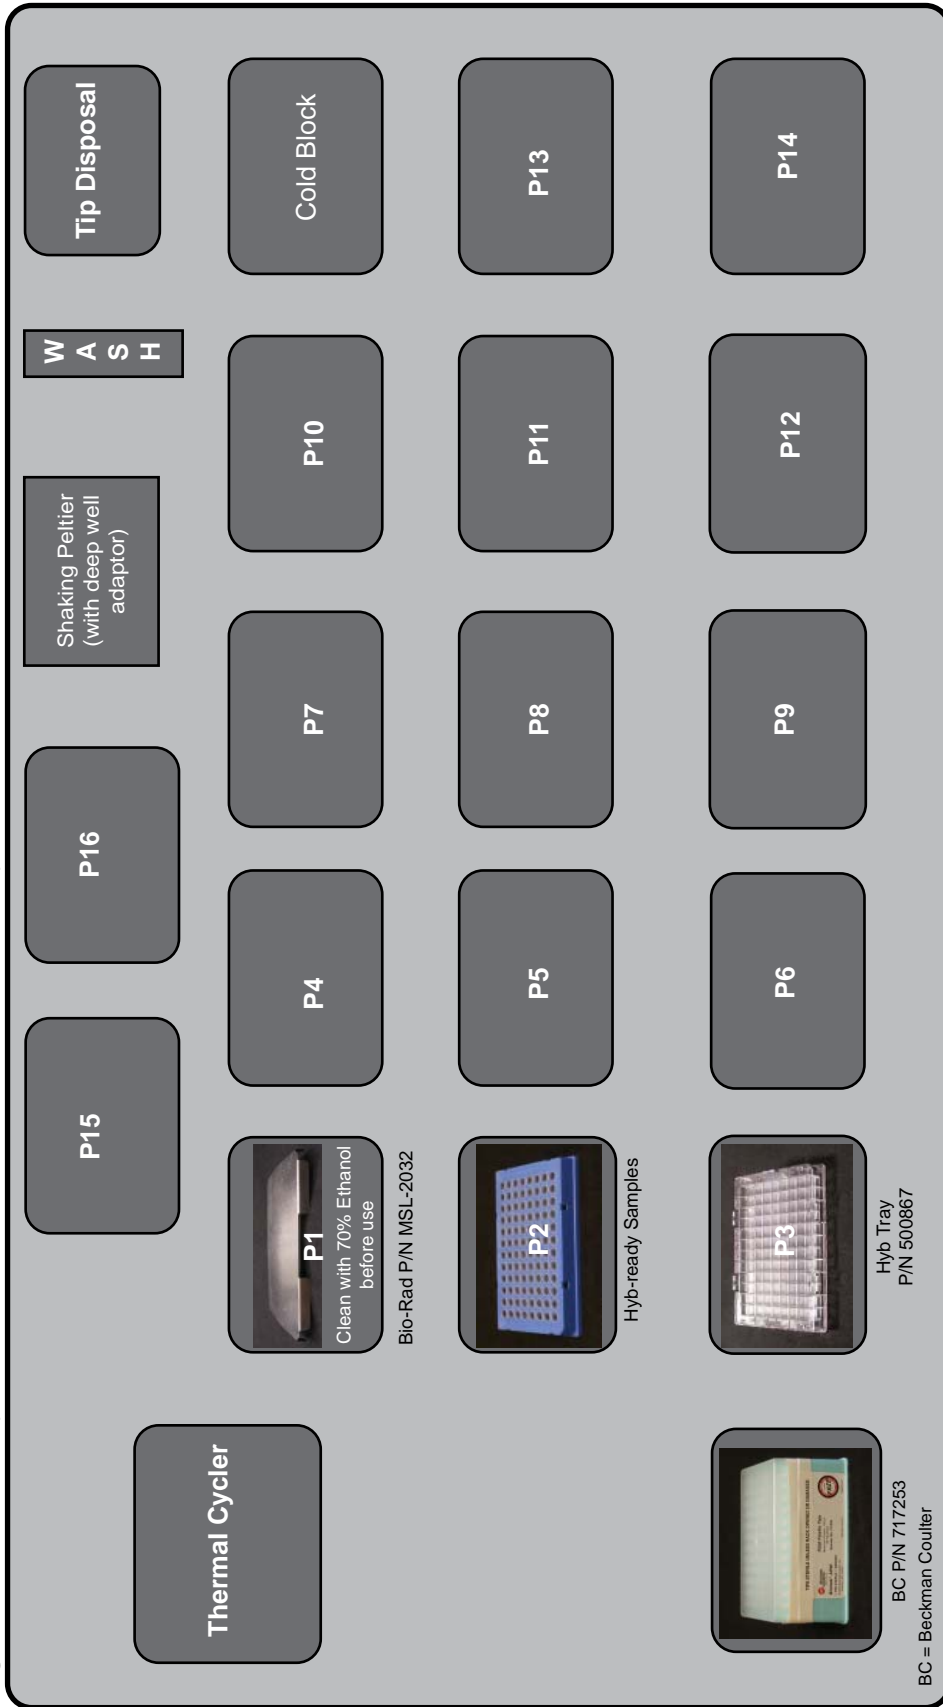 Thermal Cycler
P15
P16
Shaking Peltier
(with deep well
adaptor)
W
A
S
H
Tip Disposal
P1
Clean with 70% Ethanol
before use
Bio-Rad P/N MSL-2032
P4
P7
P10
Cold Block
P2
Hyb-ready Samples
P5
P8
P11
P13
BC P/N 717253
P3
Hyb Tray
P/N 500867
P6
P9
P12
P14
BC = Beckman Coulter